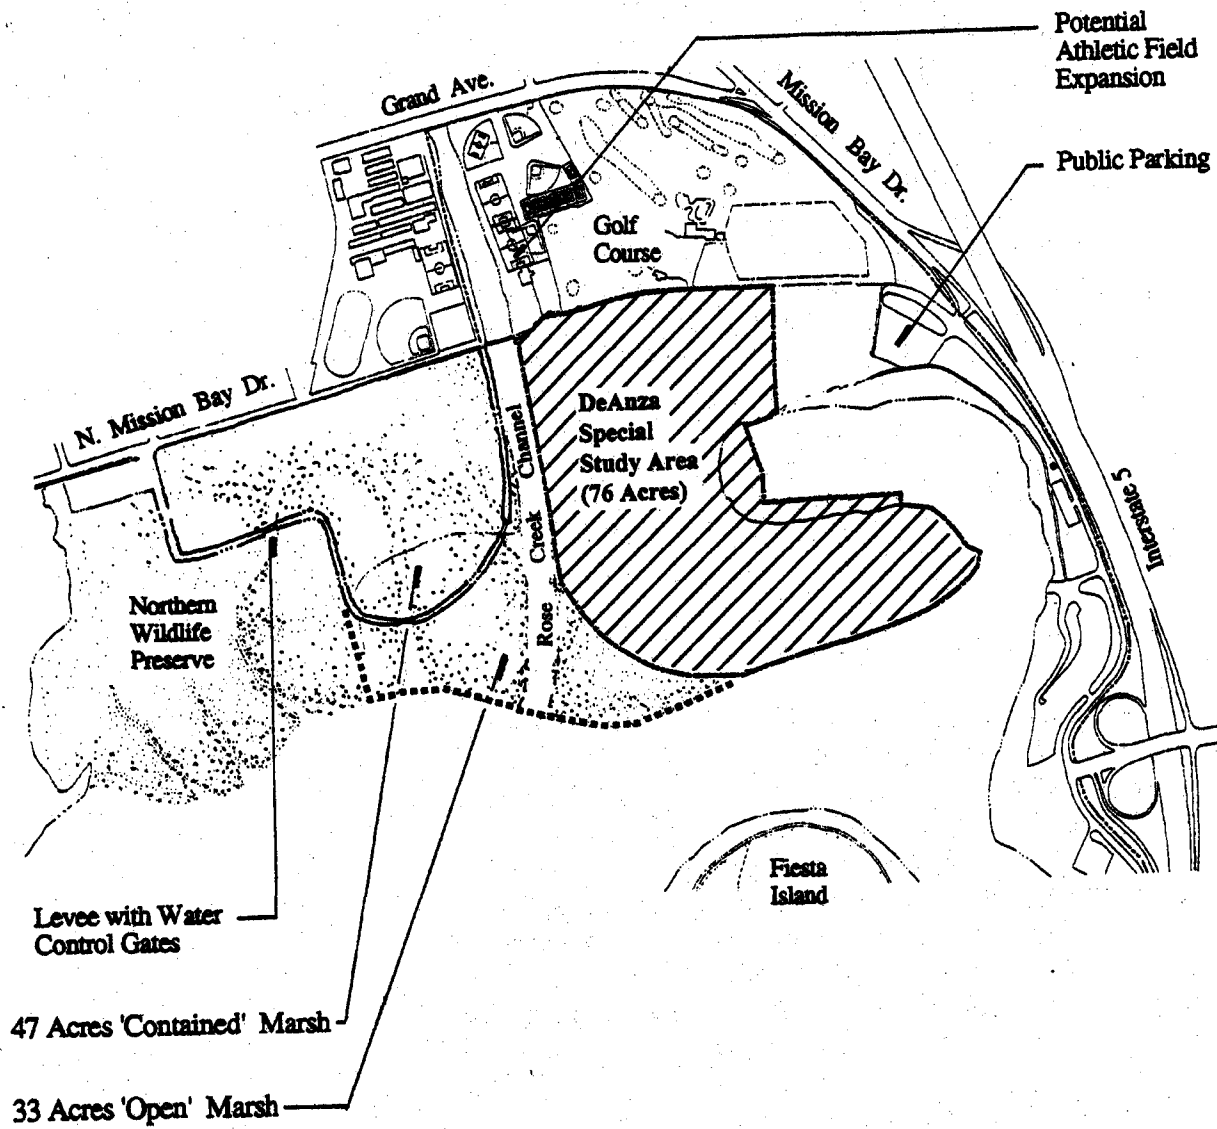 Potential
Athletic Field
Expansion
Grand Ave.
Mission Bay Dr.
Public Parking
Golf
Course
N. Mission Bay Dr.
DeAnza
Special
Study Area
(76 Acres)
Rose Creek Channel
Interstate 5
Northern
Wildlife
Preserve
Fiesta
Island
Levee with Water
Control Gates
47 Acres 'Contained' Marsh
33 Acres 'Open' Marsh